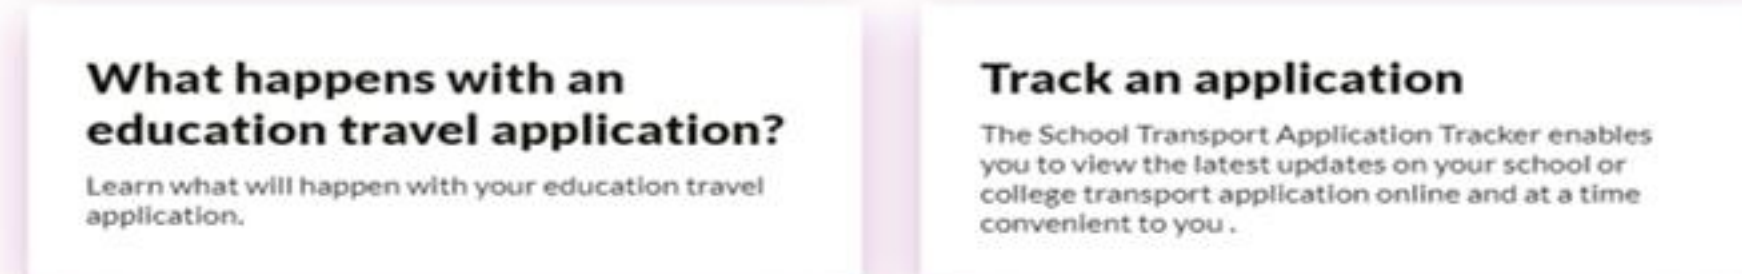 What happens with an
education travel application?
Learn what will happen with your education travel
application.
Track an application
The School Transport Application Tracker enables
you to view the latest updates on your school or
college transport application online and at a time
convenient to you .